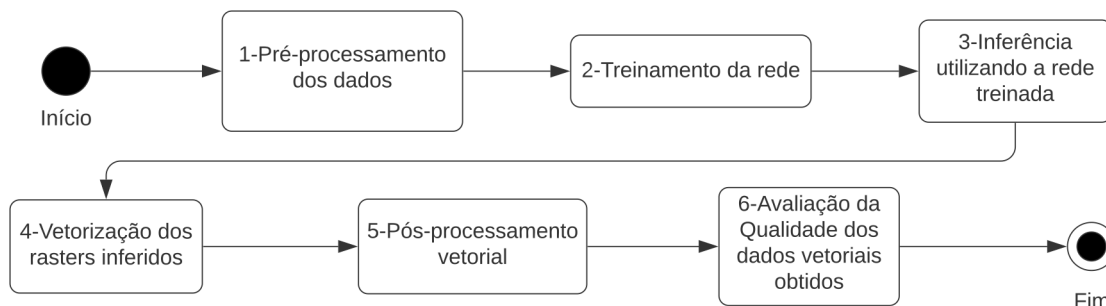 1-Pré-processamento
dos dados
2-Treinamento da rede
3-Inferência
utilizando a rede
treinada
Início
4-Vetorização dos
rasters inferidos
5-Pós-processamento
vetorial
6-Avaliação da
Qualidade dos
dados vetoriais
obtidos
Fim